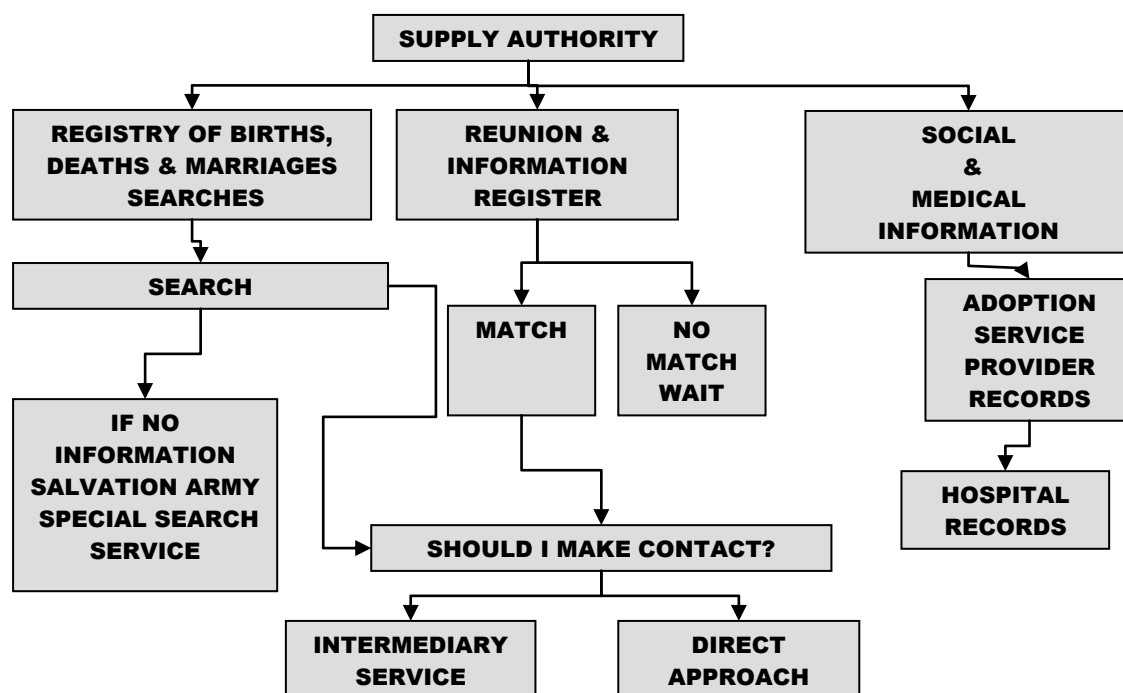 SUPPLY AUTHORITY
REGISTRY OF BIRTHS,
DEATHS & MARRIAGES
SEARCHES
REUNION &
INFORMATION
REGISTER
SOCIAL
&
MEDICAL
INFORMATION
SEARCH
MATCH
NO
MATCH
WAIT
ADOPTION
SERVICE
PROVIDER
RECORDS
IF NO
INFORMATION
SALVATION ARMY
SPECIAL SEARCH
SERVICE
HOSPITAL
RECORDS
SHOULD I MAKE CONTACT?
INTERMEDIARY
SERVICE
DIRECT
APPROACH